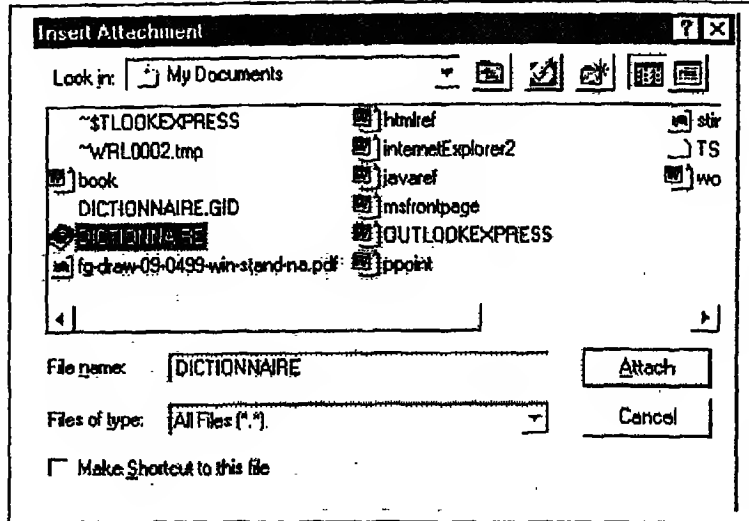 Insert Attachment
Look in: My Documents
~$TLOOKEXPRESS
~WRL0002.tmp
book
DICTIONNAIRE.GID
DICTIONNAIRE
fg-draw-09-0499-win-stand-na.pdf
htmlref
internetExplorer2
javaref
msfrontpage
OUTLOOKEXPRESS
ppoint
stir
TS
wo
File name: DICTIONNAIRE
Attach
Files of type: All Files (*.*).
Cancel
Make Shortcut to this file